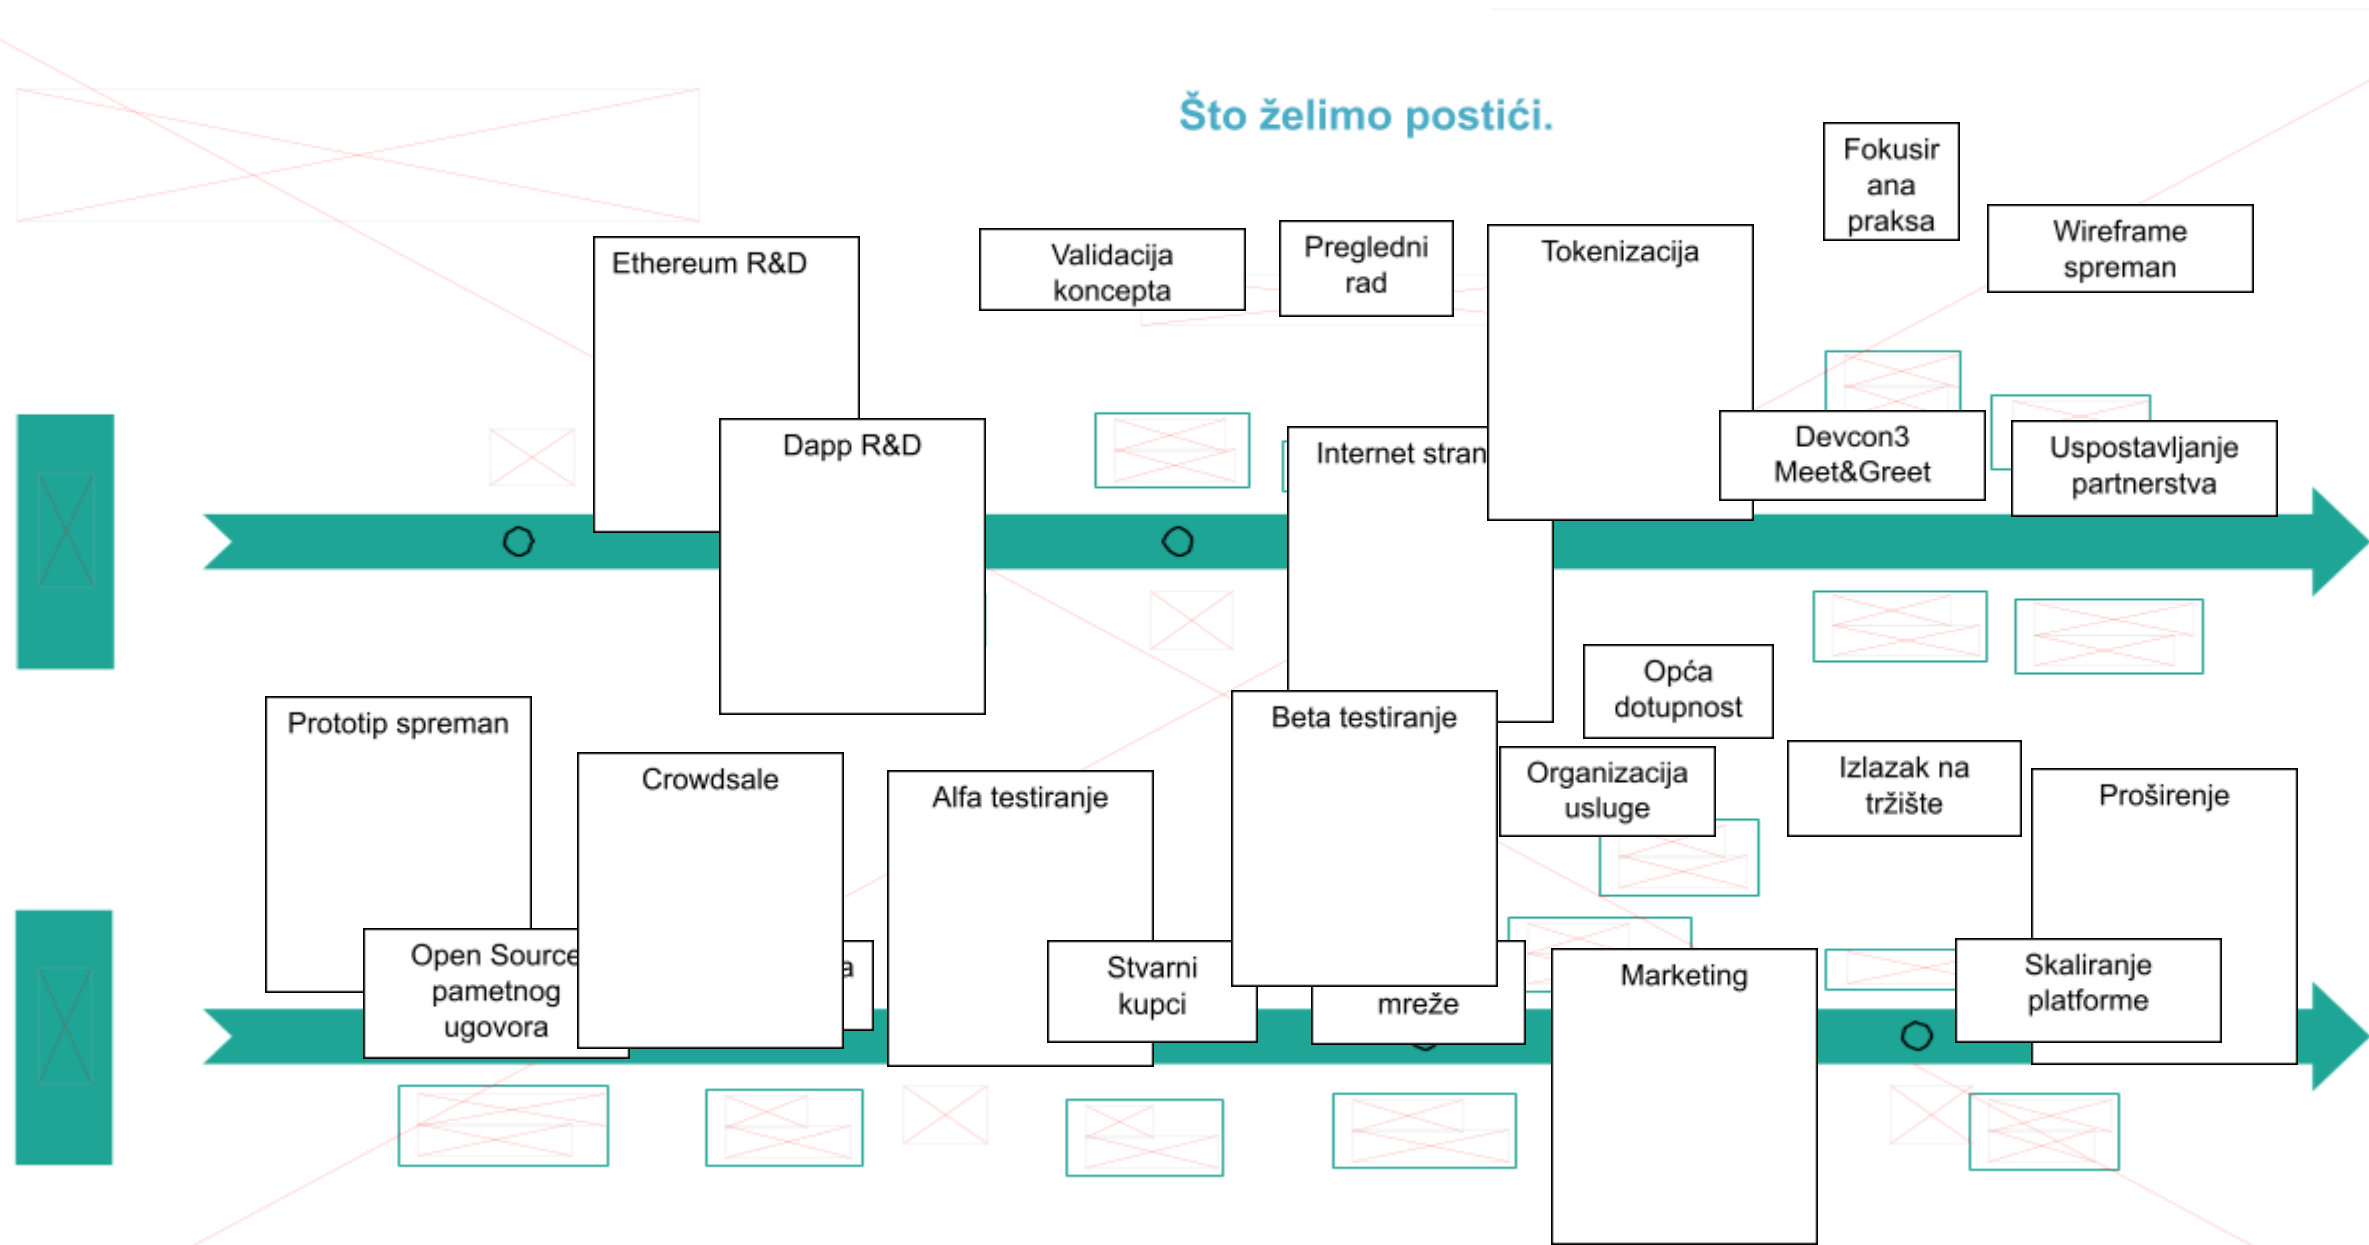 Što želimo postići.
Fokusir
ana
praksa
Wireframe
spreman
Ethereum R&D
Validacija
koncepta
Pregledni
rad
Tokenizacija
Dapp R&D
Internet stran
Devcon3
Meet&Greet
Uspostavljanje
partnerstva
Opća
dotupnost
Prototip spreman
Crowdsale
Alfa testiranje
Beta testiranje
Organizacija
usluge
Izlazak na
tržište
Proširenje
Open Source
pametnog
ugovora
a
Stvarni
kupci
mreže
Marketing
Skaliranje
platforme